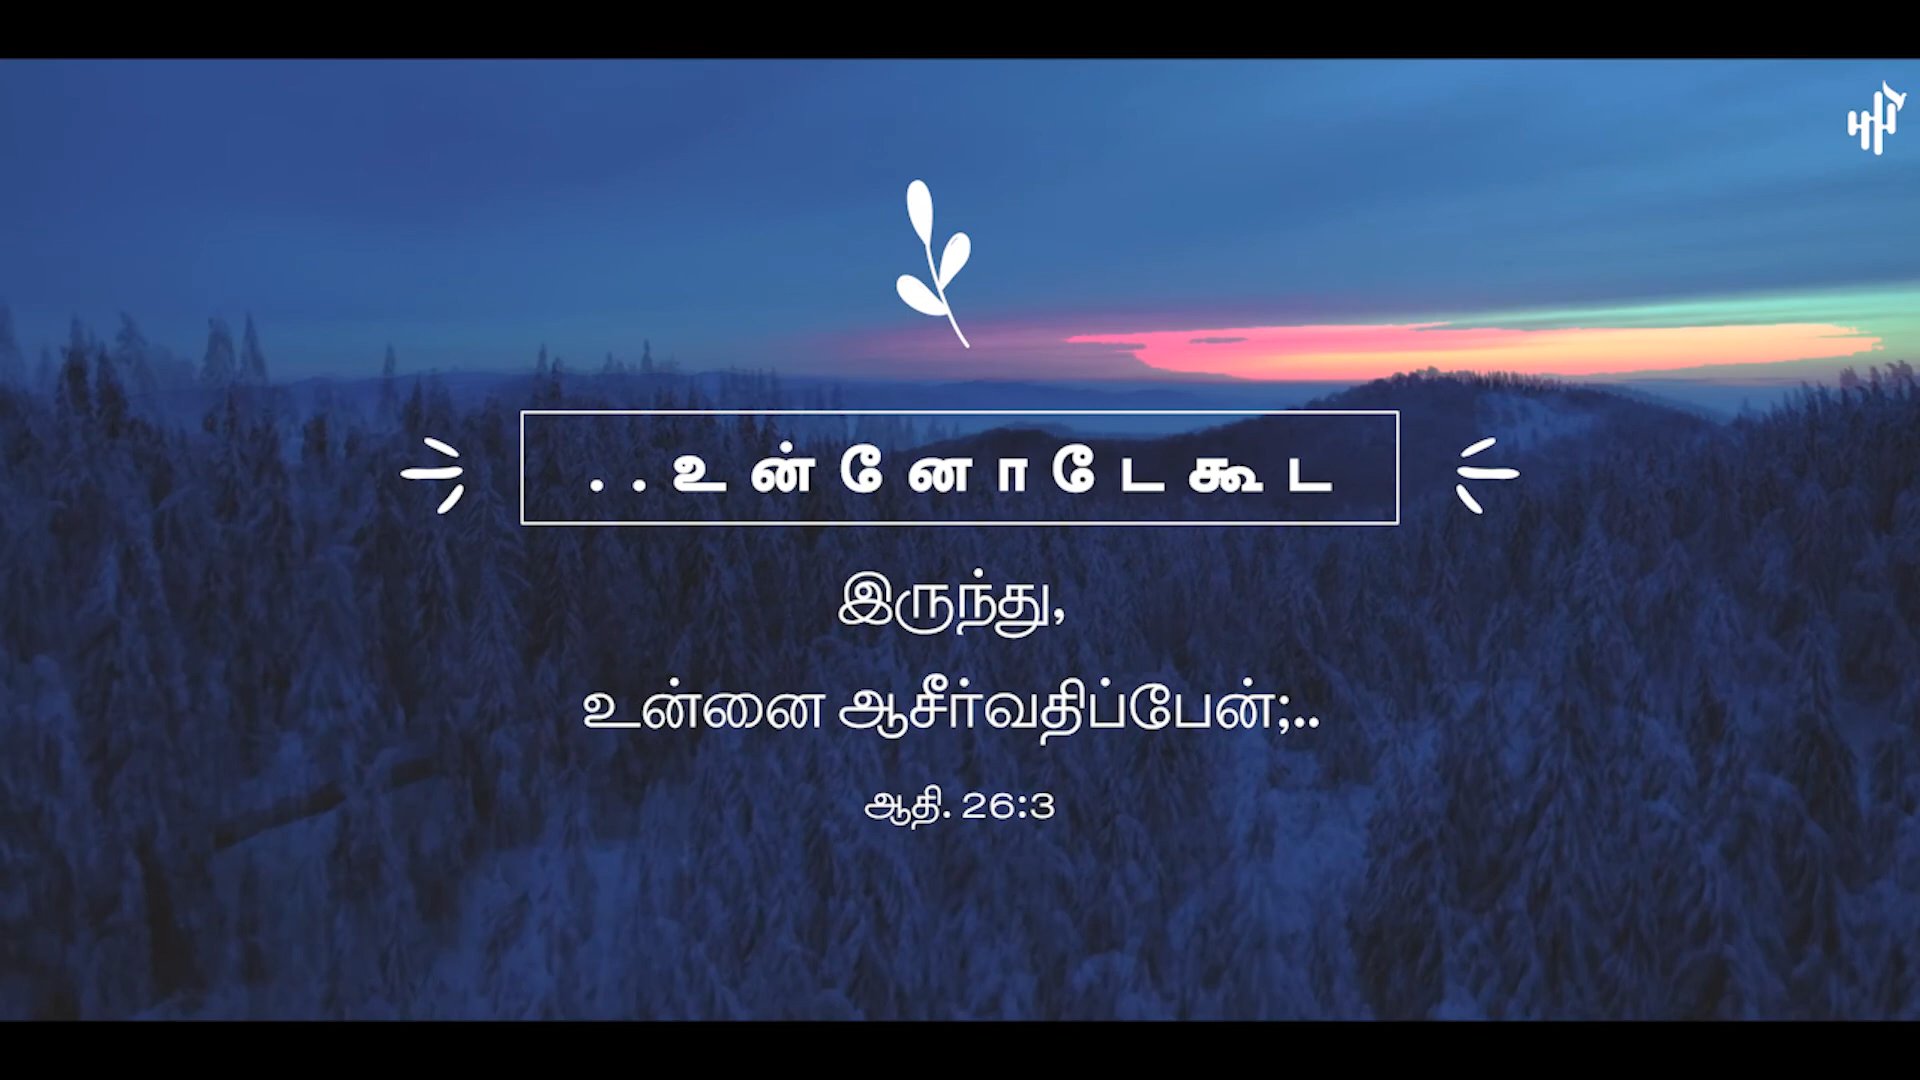 ..உன்னோடேகூட
இருந்து,
உன்னை ஆசீர்வதிப்பேன்;..
ஆதி. 26:3